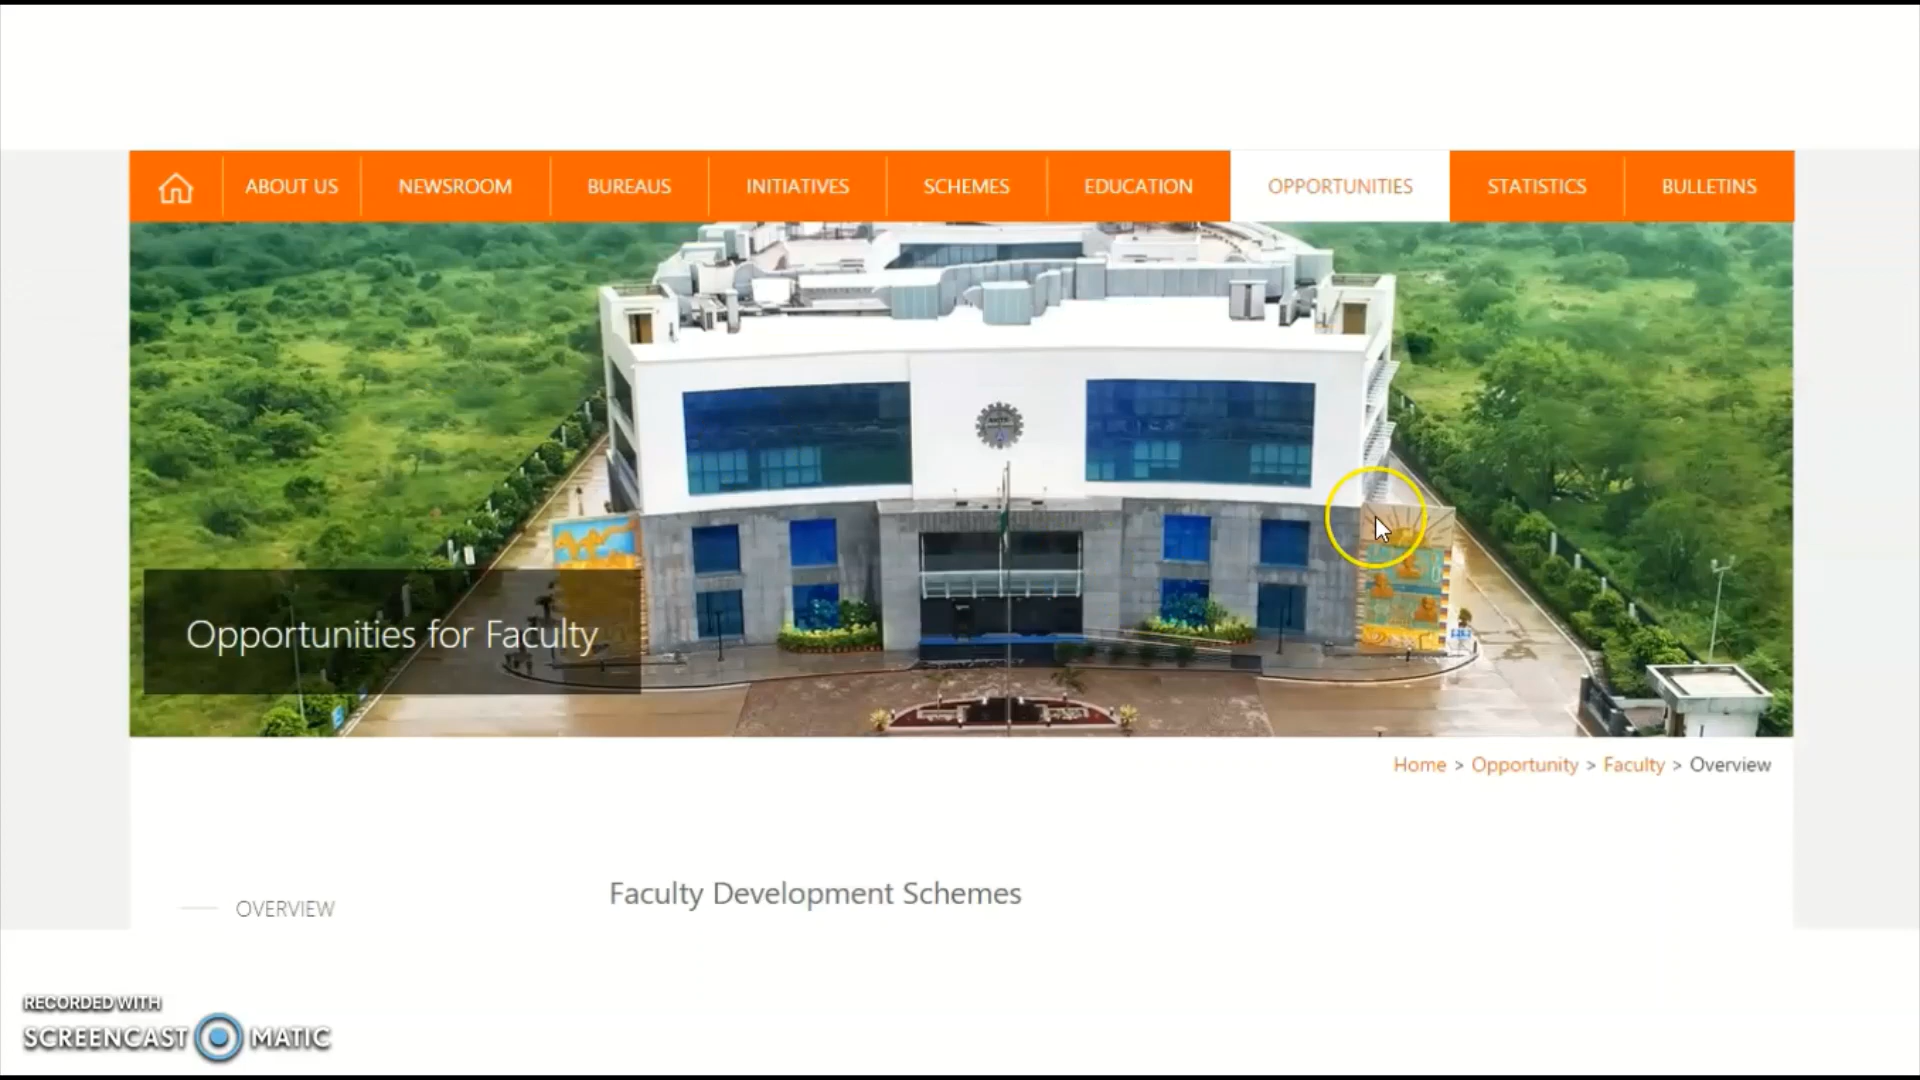 ABOUT US NEWSROOM BUREAUS INITIATIVES SCHEMES EDUCATION OPPORTUNITIES STATISTICS BULLETINS
Opportunities for Faculty
Home > Opportunity > Faculty > Overview
Faculty Development Schemes
OVERVIEW
RECORDED WITH
SCREENCAST MATIC